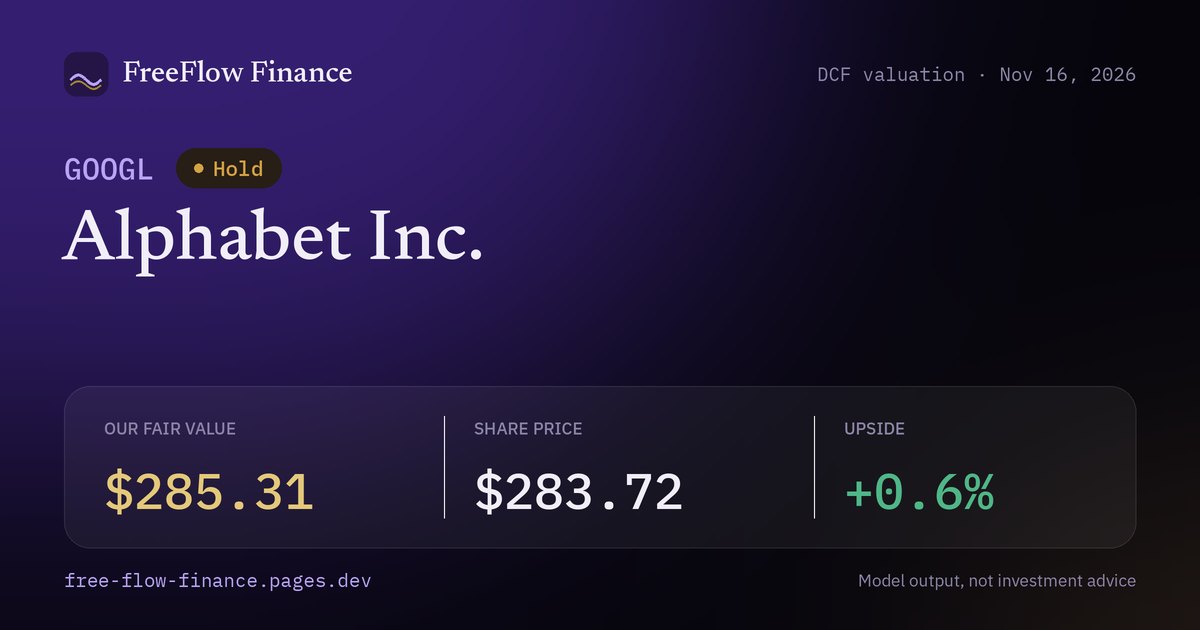 FreeFlow Finance
DCF valuation · Nov 16, 2026
GOOGL
Hold
Alphabet Inc.
OUR FAIR VALUE
$285.31
SHARE PRICE
$283.72
UPSIDE
+0.6%
free-flow-finance.pages.dev
Model output, not investment advice